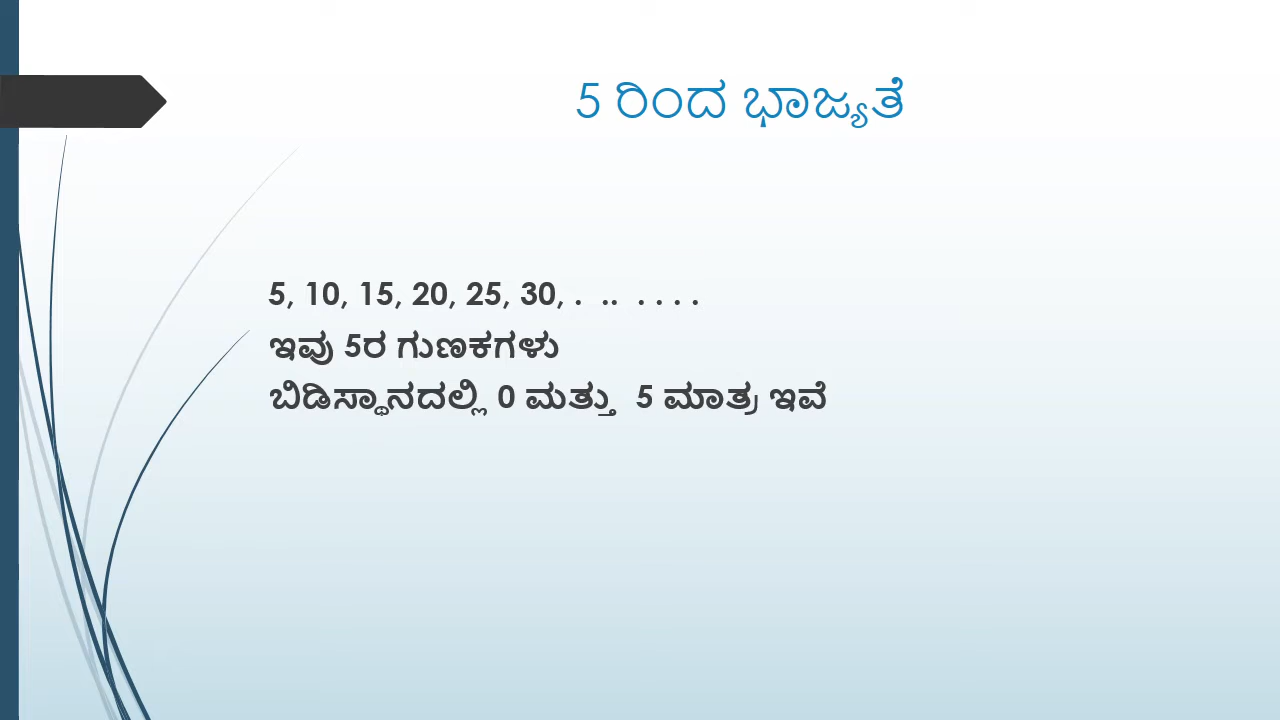 5 ರಿಂದ ಭಾಜ್ಯತೆ
5, 10, 15, 20, 25, 30, .  ..  . . . .
ಇವು 5ರ ಗುಣಕಗಳು
ಬಿಡಿಸ್ಥಾನದಲ್ಲಿ 0 ಮತ್ತು  5 ಮಾತ್ರ ಇವೆ